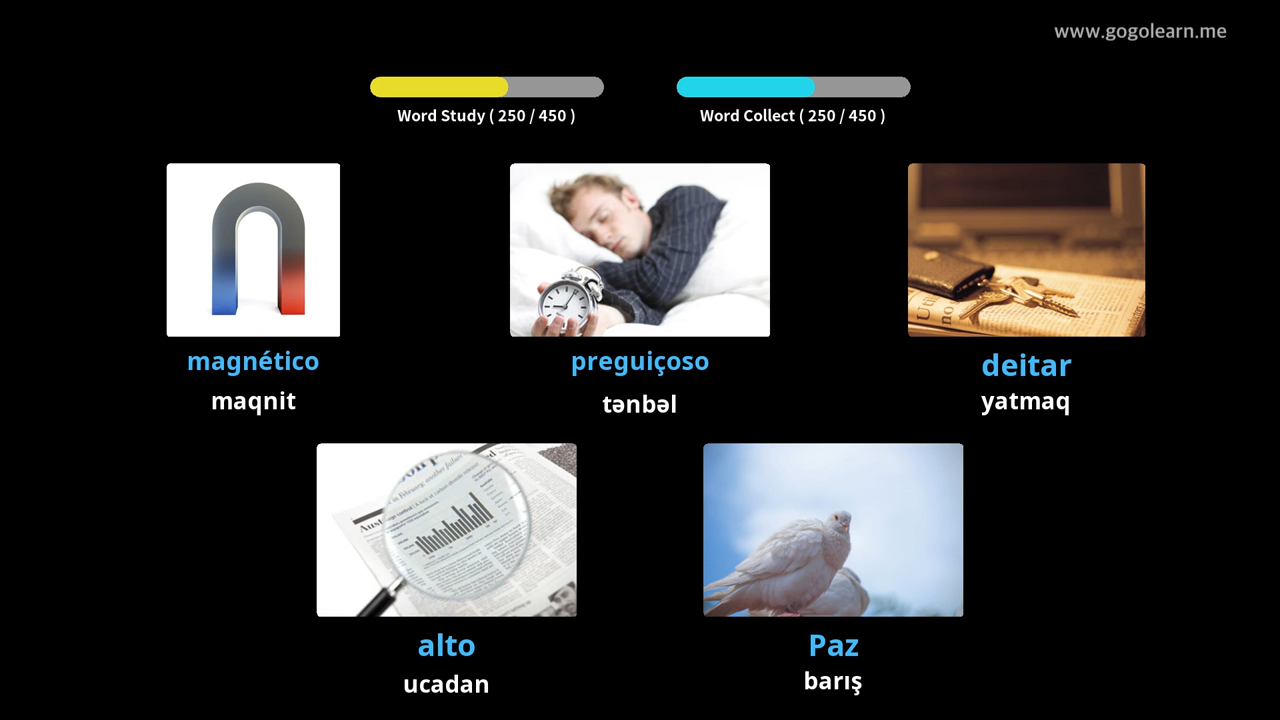 www.gogolearn.me
Word Study ( 250 / 450 )
Word Collect ( 250 / 450 )
magnético
maqnit
preguiçoso
tənbəl
deitar
yatmaq
alto
ucadan
Paz
barış